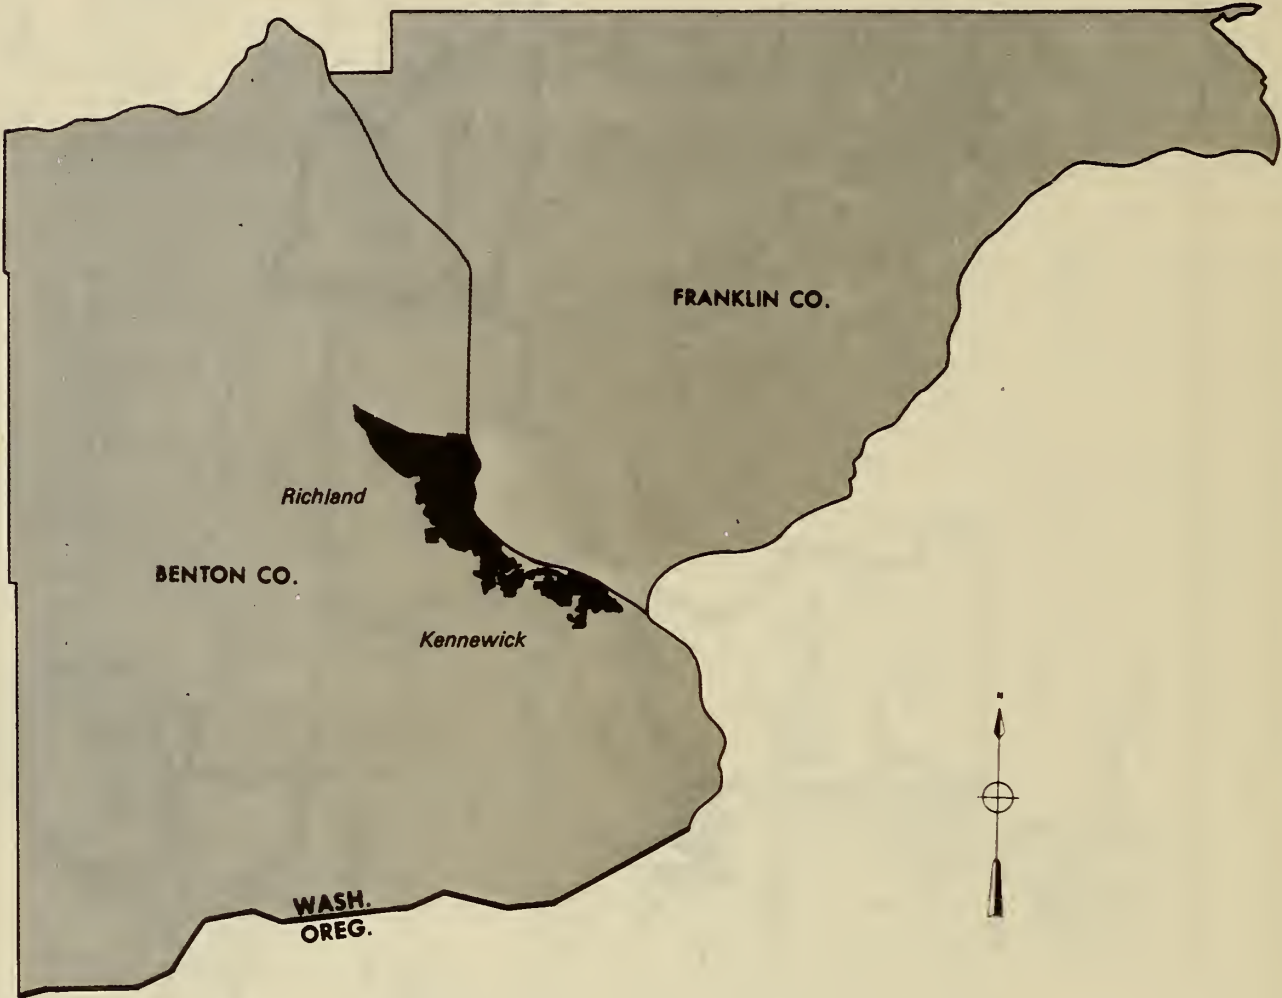 FRANKLIN CO.
Richland
BENTON CO.
Kennewick
N
WASH.
OREG.